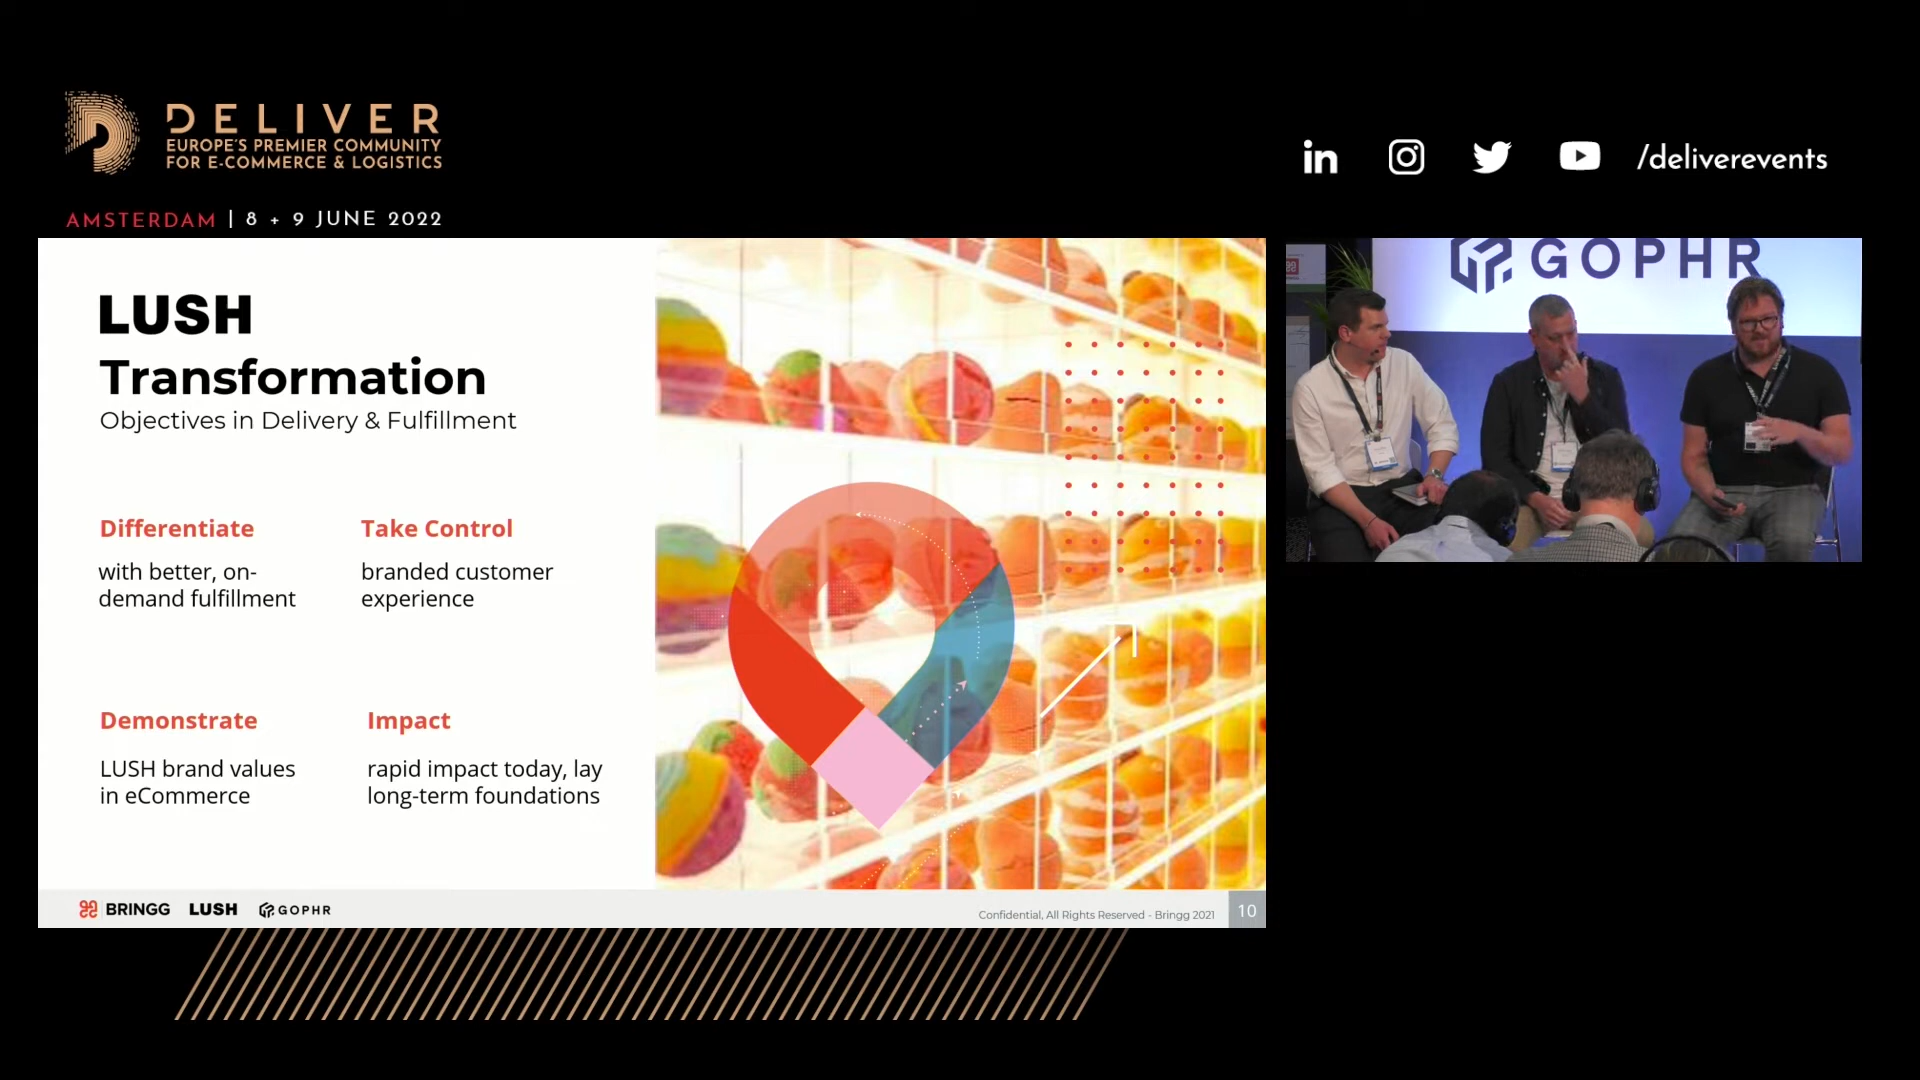 DELIVER
EUROPE'S PREMIER COMMUNITY
FOR E-COMMERCE & LOGISTICS
AMSTERDAM | 8 + 9 JUNE 2022
/deliverevents
LUSH
Transformation
Objectives in Delivery & Fulfillment
Differentiate
with better, on-
demand fulfillment
Take Control
branded customer
experience
Demonstrate
LUSH brand values
in eCommerce
Impact
rapid impact today, lay
long-term foundations
BRINGG LUSH GOPHR
Confidential, All Rights Reserved - Bringg 2021
10
GOPHR